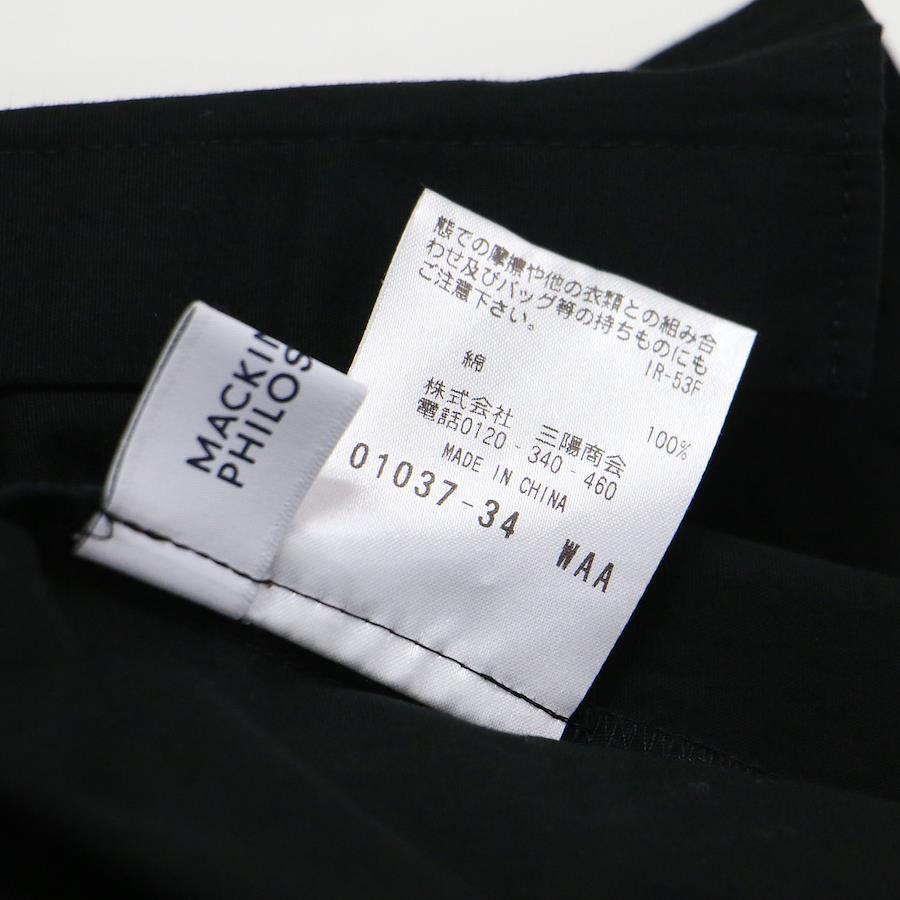 MACKIN
PHILOS
態での摩擦や他の衣類との組み合
わせ及びバッグ等の持ちものにも
ご注意下さい。
IR-53F
綿 100%
株式会社 三陽商会
電話0120-340-460
MADE IN CHINA
01037-34 WAA